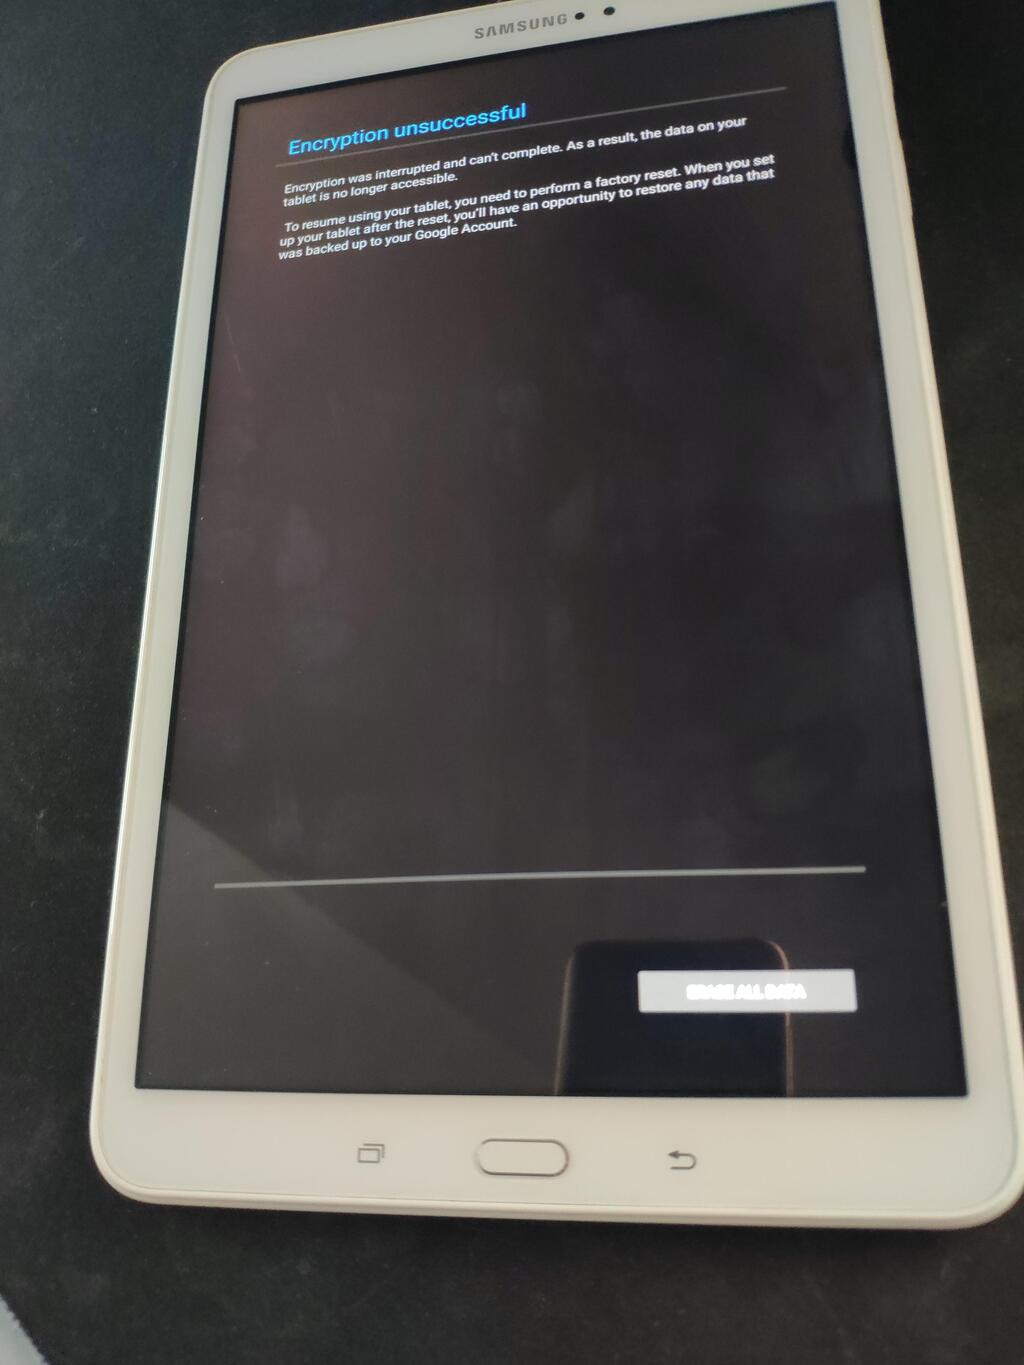 SAMSUNG
Encryption unsuccessful
Encryption was interrupted and can't complete. As a result, the data on your
tablet is no longer accessible.
To resume using your tablet, you need to perform a factory reset. When you set
up your tablet after the reset, you'll have an opportunity to restore any data that
was backed up to your Google Account.
ERASE ALL DATA